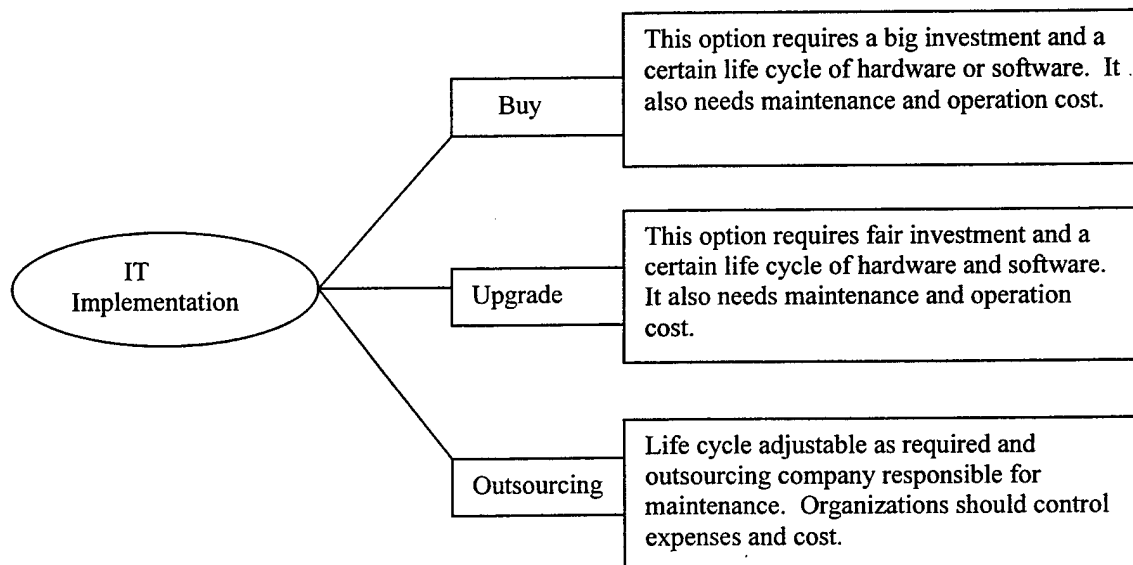 This option requires a big investment and a
certain life cycle of hardware or software. It
also needs maintenance and operation cost.
Buy
This option requires fair investment and a
certain life cycle of hardware and software.
It also needs maintenance and operation
cost.
IT
Implementation
Upgrade
Life cycle adjustable as required and
outsourcing company responsible for
maintenance. Organizations should control
expenses and cost.
Outsourcing